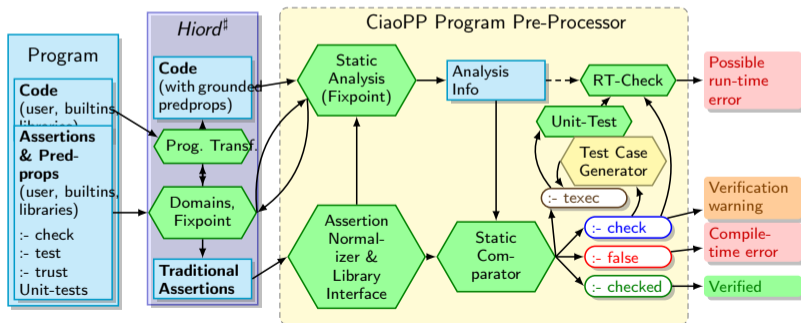 CiaoPP Program Pre-Processor
Hiord♯
Program
Code
(user, builtins,
libraries)
Assertions
& Pred-
props
(user, builtins,
libraries)
:- check
:- test
:- trust
Unit-tests
Code
(with grounded
predprops)
Prog. Transf.
Domains,
Fixpoint
Traditional
Assertions
Static
Analysis
(Fixpoint)
Assertion
Normal-
izer &
Library
Interface
Analysis
Info
Static
Com-
parator
RT-Check
Unit-Test
Test Case
Generator
:- texec
:- check
:- false
:- checked
Possible
run-time
error
Verification
warning
Compile-
time error
Verified